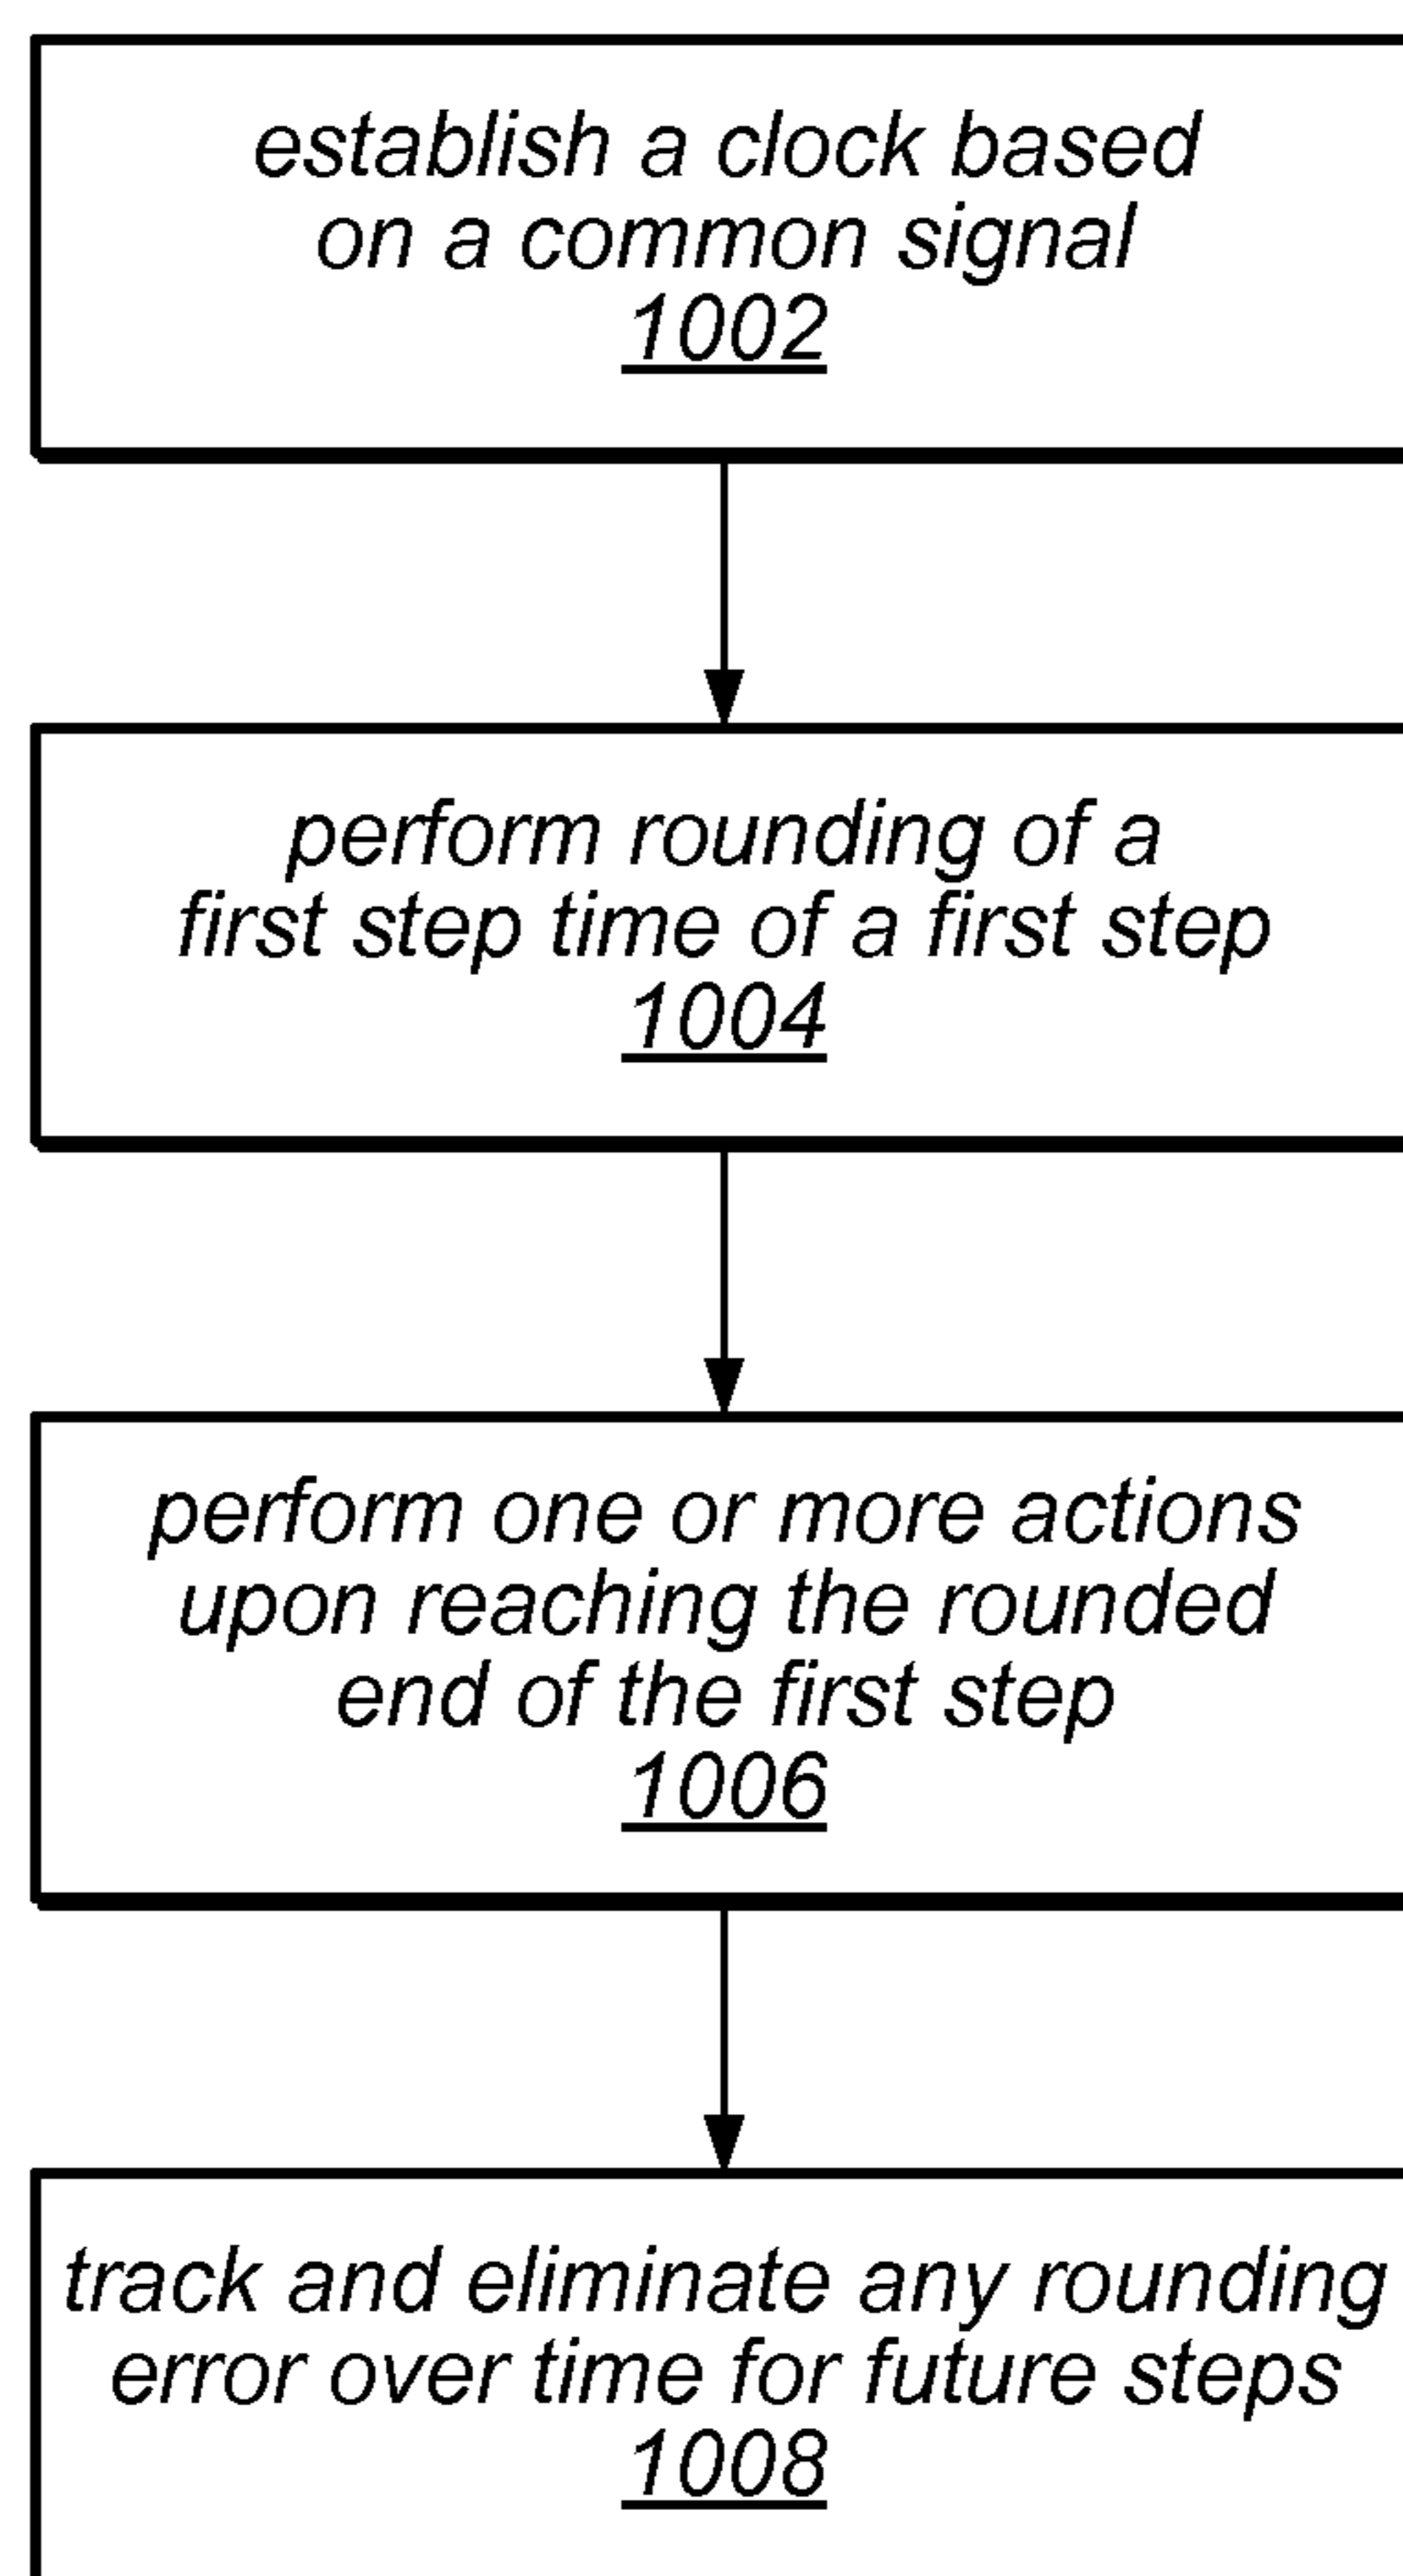 establish a clock based
on a common signal
1002
perform rounding of a
first step time of a first step
1004
perform one or more actions
upon reaching the rounded
end of the first step
1006
track and eliminate any rounding
error over time for future steps
1008